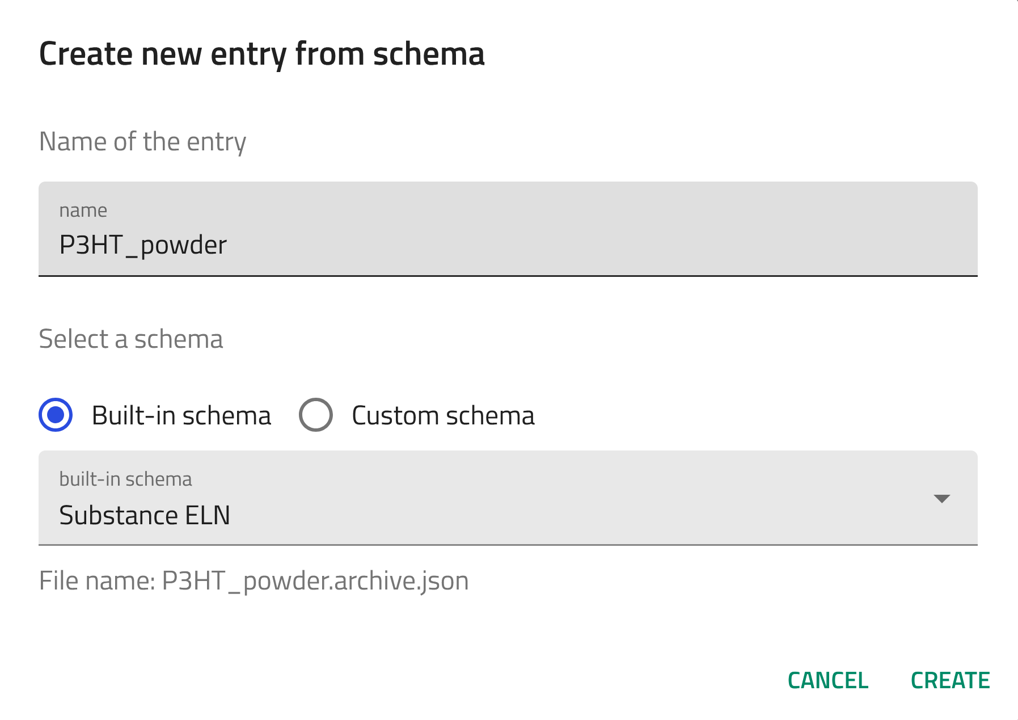 Create new entry from schema
Name of the entry
name
P3HT_powder
Select a schema
Built-in schema Custom schema
built-in schema
Substance ELN
File name: P3HT_powder.archive.json
CANCEL CREATE